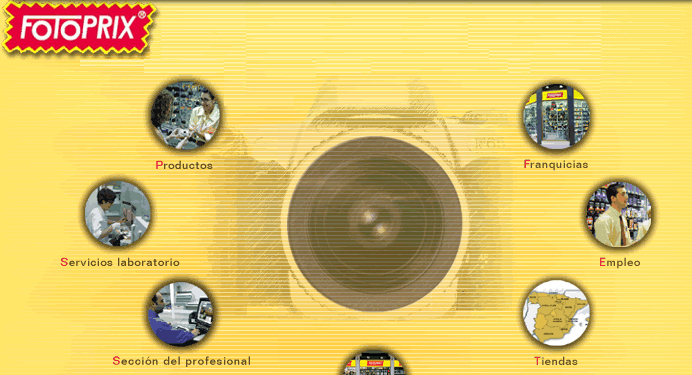 FOTOPRIX®
Productos
Franquicias
Servicios laboratorio
Empleo
Sección del profesional
Tiendas